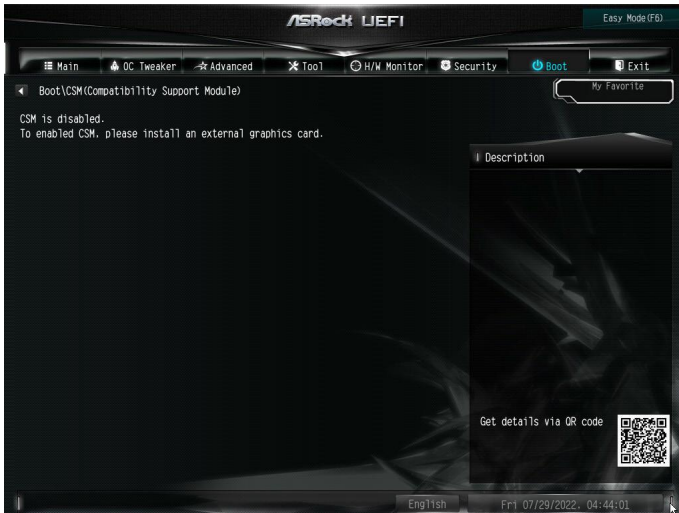 ASRock UEFI
Easy Mode(F6)
Main
OC Tweaker
Advanced
Tool
H/W Monitor
Security
Boot
Exit
Boot\CSM(Compatibility Support Module)
My Favorite
CSM is disabled.
To enabled CSM, please install an external graphics card.
Description
Get details via QR code
English
Fri 07/29/2022. 04:44:01